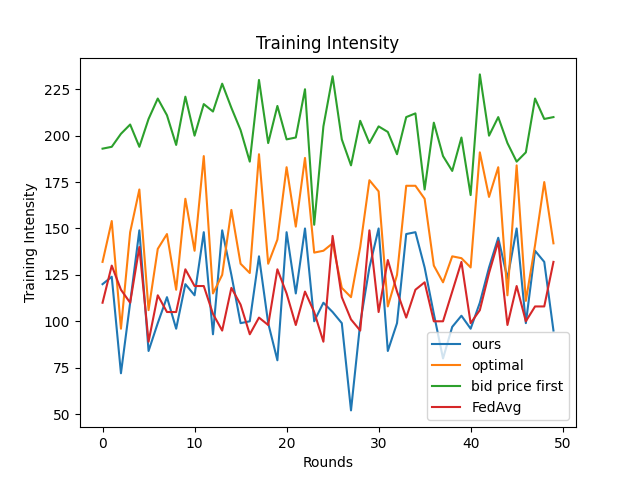 Training Intensity
Training Intensity
225
200
175
150
125
100
75
50
0
10
20
30
40
50
Rounds
ours
optimal
bid price first
FedAvg